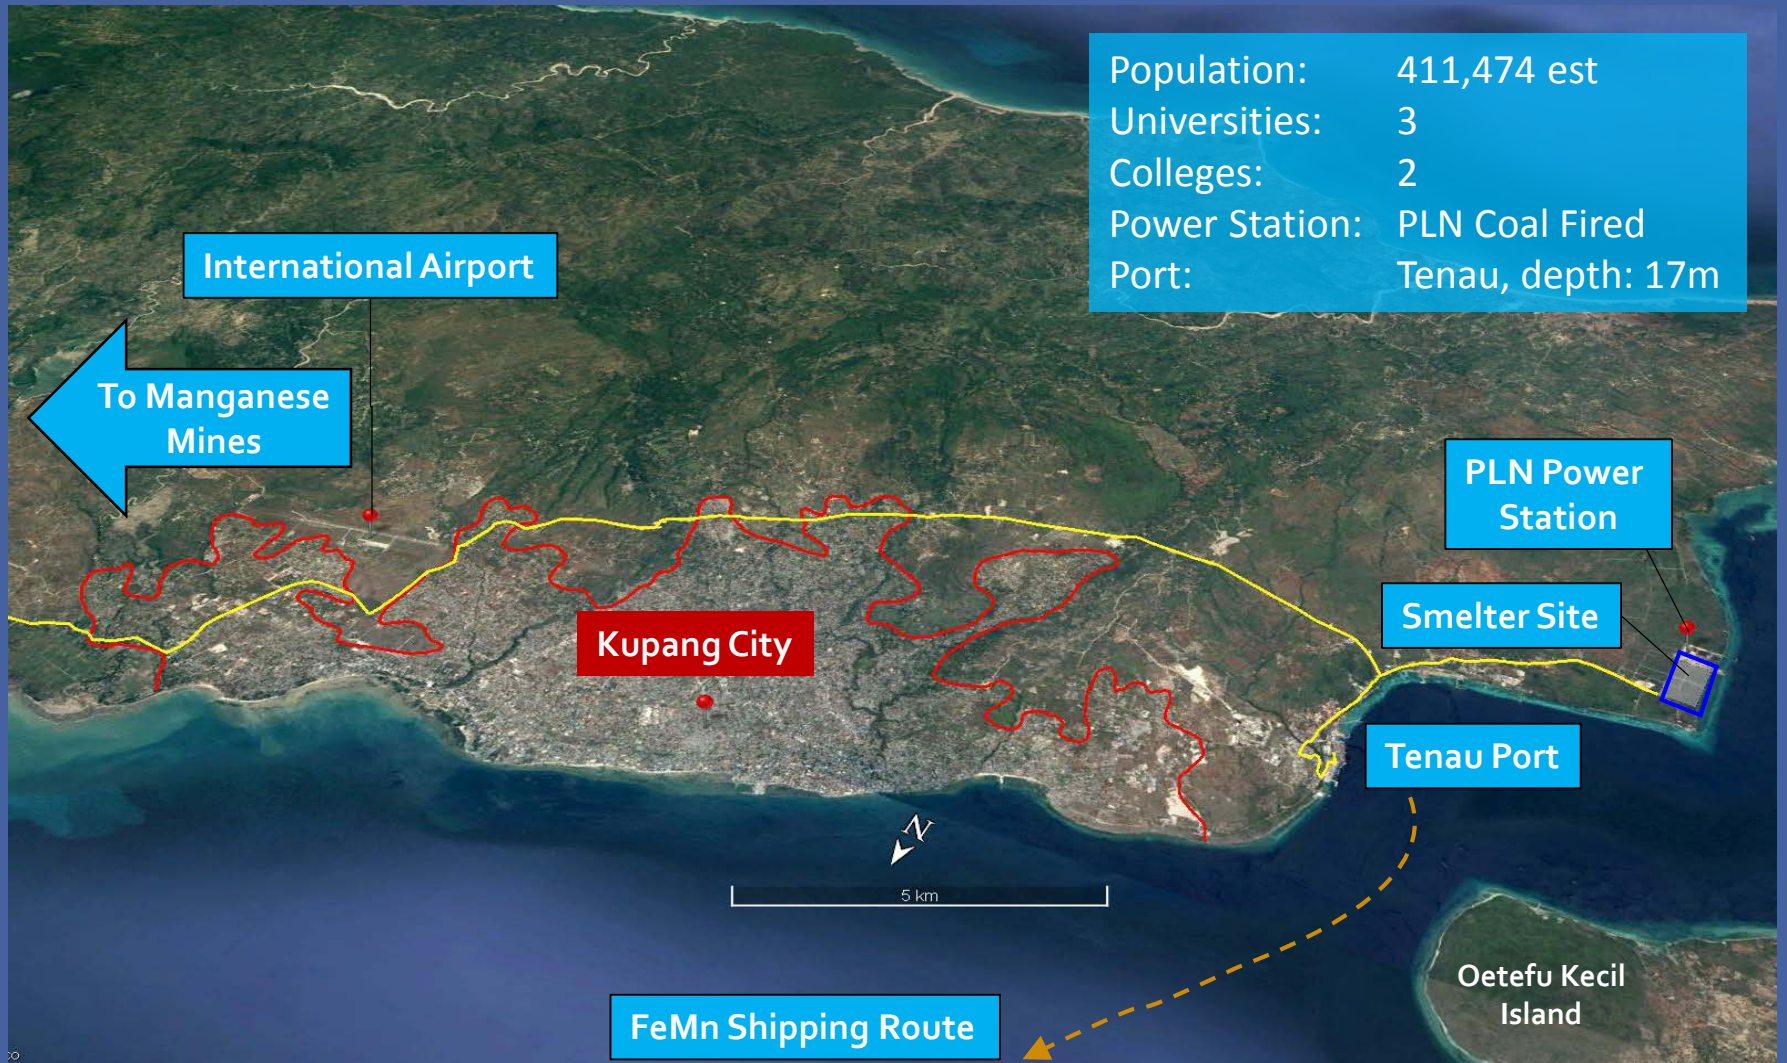 Population: 411,474 est
Universities: 3
Colleges: 2
Power Station: PLN Coal Fired
Port: Tenau, depth: 17m
International Airport
To Manganese
Mines
PLN Power
Station
Smelter Site
Kupang City
Tenau Port
N
5 km
Oetefu Kecil
Island
FeMn Shipping Route